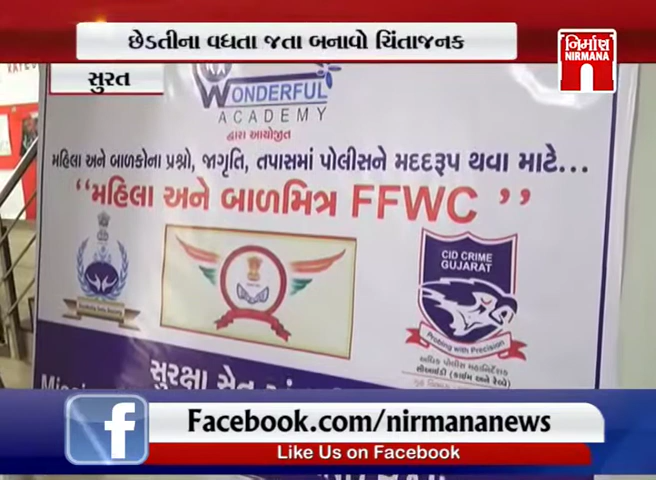 છેડતીના વધતા જતા બનાવો ચિંતાજનક
નિર્માણ
NIRMANA
સુરત
WONDERFUL
ACADEMY
દ્વારા આયોજીત
મહિલા અને બાળકોના પ્રશ્નો, જાગૃતિ, તપાસમાં પોલીસને મદદરૂપ થવા માટે...
“મહિલા અને બાળમિત્ર FFWC ”
CID CRIME
GUJARAT
Probing with Precision
સુરક્ષા સેતુ
Facebook.com/nirmananews
Like Us on Facebook